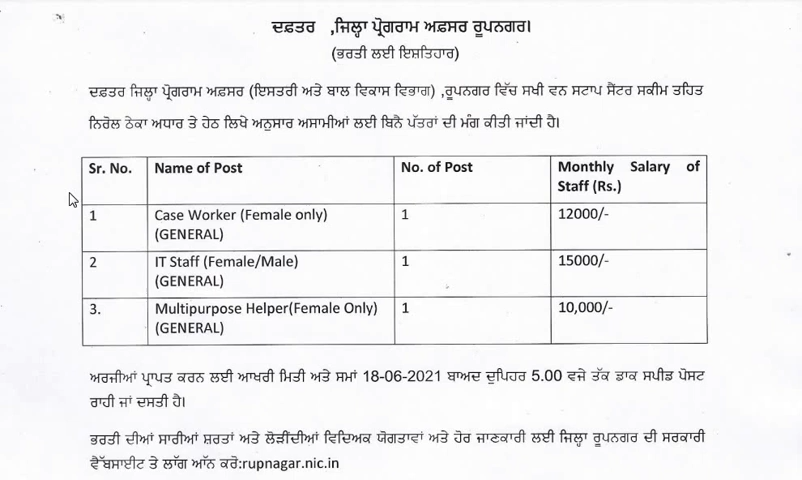 ਦਫ਼ਤਰ ,ਜਿਲ੍ਹਾ ਪ੍ਰੋਗਰਾਮ ਅਫ਼ਸਰ ਰੂਪਨਗਰ।
(ਭਰਤੀ ਲਈ ਇਸ਼ਤਿਹਾਰ)
ਦਫ਼ਤਰ ਜਿਲ੍ਹਾ ਪ੍ਰੋਗਰਾਮ ਅਫ਼ਸਰ (ਇਸਤਰੀ ਅਤੇ ਬਾਲ ਵਿਕਾਸ ਵਿਭਾਗ) ,ਰੂਪਨਗਰ ਵਿੱਚ ਸਖੀ ਵਨ ਸਟਾਪ ਸੈਂਟਰ ਸਕੀਮ ਤਹਿਤ
ਨਿਰੋਲ ਠੇਕਾ ਅਧਾਰ ਤੇ ਹੇਠ ਲਿਖੇ ਅਨੁਸਾਰ ਅਸਾਮੀਆਂ ਲਈ ਬਿਨੈ ਪੱਤਰਾਂ ਦੀ ਮੰਗ ਕੀਤੀ ਜਾਂਦੀ ਹੈ।
Sr. No. Name of Post No. of Post Monthly Salary of
Staff (Rs.)
1 Case Worker (Female only) 1 12000/-
(GENERAL)
2 IT Staff (Female/Male) 1 15000/-
(GENERAL)
3. Multipurpose Helper(Female Only) 1 10,000/-
(GENERAL)
ਅਰਜੀਆਂ ਪ੍ਰਾਪਤ ਕਰਨ ਲਈ ਆਖਰੀ ਮਿਤੀ ਅਤੇ ਸਮਾਂ 18-06-2021 ਬਾਅਦ ਦੁਪਿਹਰ 5.00 ਵਜੇ ਤੱਕ ਡਾਕ ਸਪੀਡ ਪੋਸਟ
ਰਾਹੀ ਜਾਂ ਦਸਤੀ ਹੈ।
ਭਰਤੀ ਦੀਆਂ ਸਾਰੀਆਂ ਸ਼ਰਤਾਂ ਅਤੇ ਲੋੜੀਂਦੀਆਂ ਵਿਦਿਅਕ ਯੋਗਤਾਵਾਂ ਅਤੇ ਹੋਰ ਜਾਣਕਾਰੀ ਲਈ ਜਿਲ੍ਹਾ ਰੂਪਨਗਰ ਦੀ ਸਰਕਾਰੀ
ਵੈੱਬਸਾਈਟ ਤੇ ਲਾੱਗ ਆੱਨ ਕਰੋ:rupnagar.nic.in